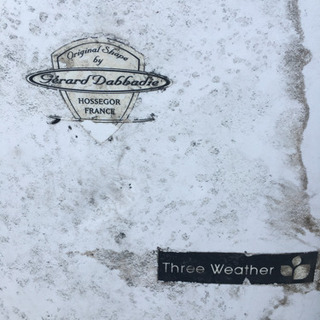 Original Shape
by
Gérard Dabbadie
HOSSEGOR
FRANCE
Three Weather